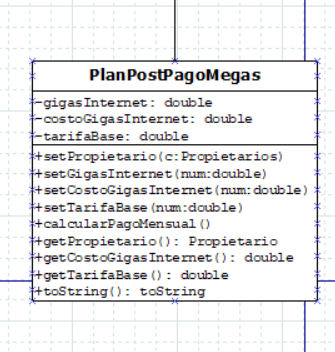 PlanPostPagoMegas
-gigasInternet: double
-costoGigasInternet: double
-tarifaBase: double
+setPropietario(c:Propietarios)
+setGigasInternet(num:double)
+setCostoGigasInternet(num:double)
+setTarifaBase(num:double)
+calcularPagoMensual()
+getPropietario(): Propietario
+getCostoGigasInternet(): double
+getTarifaBase(): double
+toString(): toString